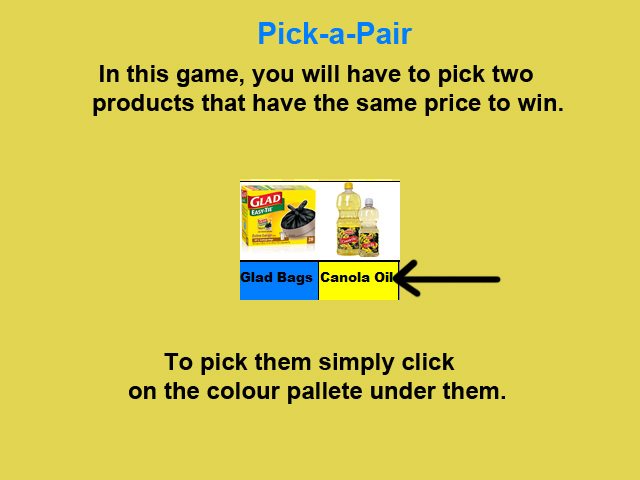 Pick-a-Pair
In this game, you will have to pick two
products that have the same price to win.
GLAD
EASY-TIE
Glad Bags
Canola Oil
To pick them simply click
on the colour pallete under them.